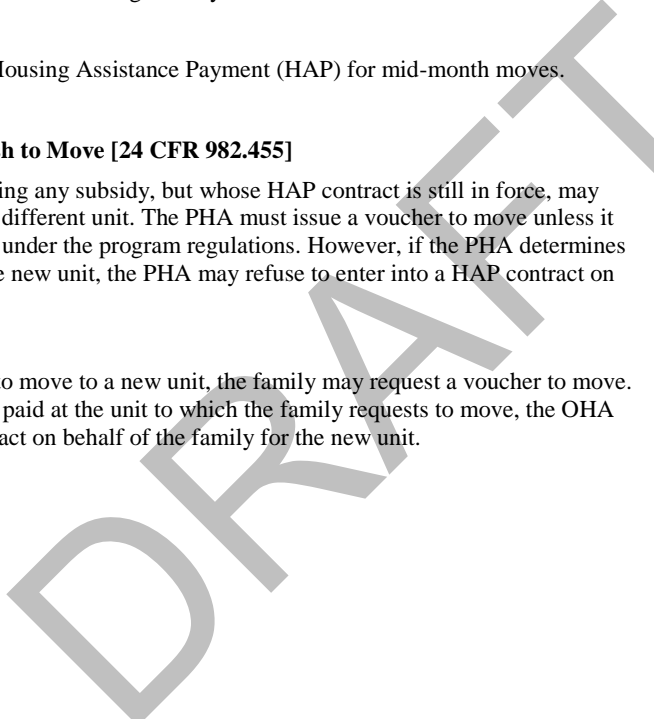 Housing Assistance Payment (HAP) for mid-month moves.
h to Move [24 CFR 982.455]
ing any subsidy, but whose HAP contract is still in force, may
different unit. The PHA must issue a voucher to move unless it
under the program regulations. However, if the PHA determines
e new unit, the PHA may refuse to enter into a HAP contract on
to move to a new unit, the family may request a voucher to move.
paid at the unit to which the family requests to move, the OHA
act on behalf of the family for the new unit.
DRAFT